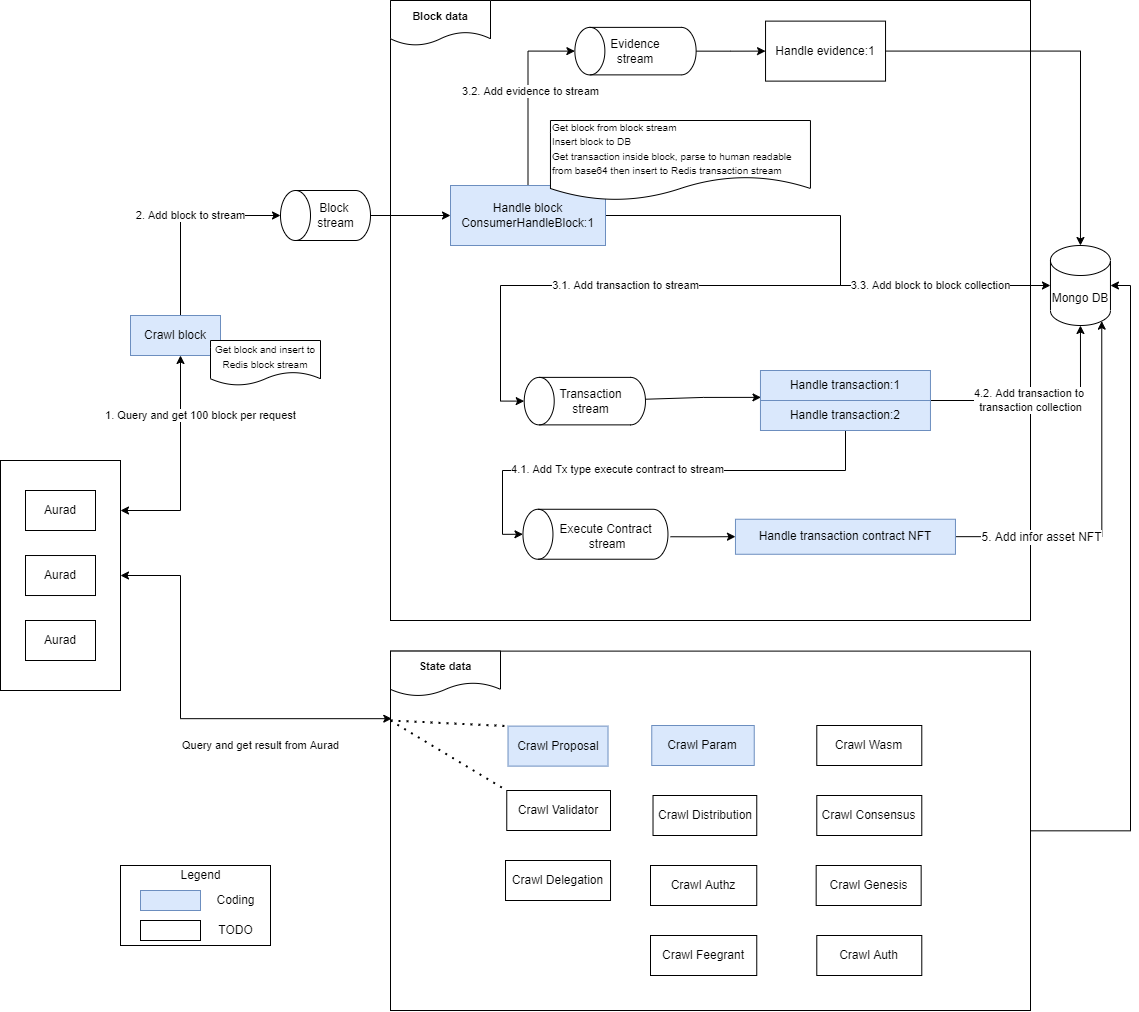 Block data
Evidence
stream
Handle evidence:1
3.2. Add evidence to stream
Get block from block stream
Insert block to DB
Get transaction inside block, parse to human readable
from base64 then insert to Redis transaction stream
2. Add block to stream
Block
stream
Handle block
ConsumerHandleBlock:1
3.1. Add transaction to stream
3.3. Add block to block collection
Mongo DB
Crawl block
Get block and insert to
Redis block stream
1. Query and get 100 block per request
Transaction
stream
Handle transaction:1
Handle transaction:2
4.2. Add transaction to
transaction collection
4.1. Add Tx type execute contract to stream
Execute Contract
stream
Handle transaction contract NFT
5. Add infor asset NFT
Aurad
Aurad
Aurad
State data
Query and get result from Aurad
Crawl Proposal
Crawl Param
Crawl Wasm
Crawl Validator
Crawl Distribution
Crawl Consensus
Crawl Delegation
Crawl Authz
Crawl Genesis
Crawl Feegrant
Crawl Auth
Legend
Coding
TODO